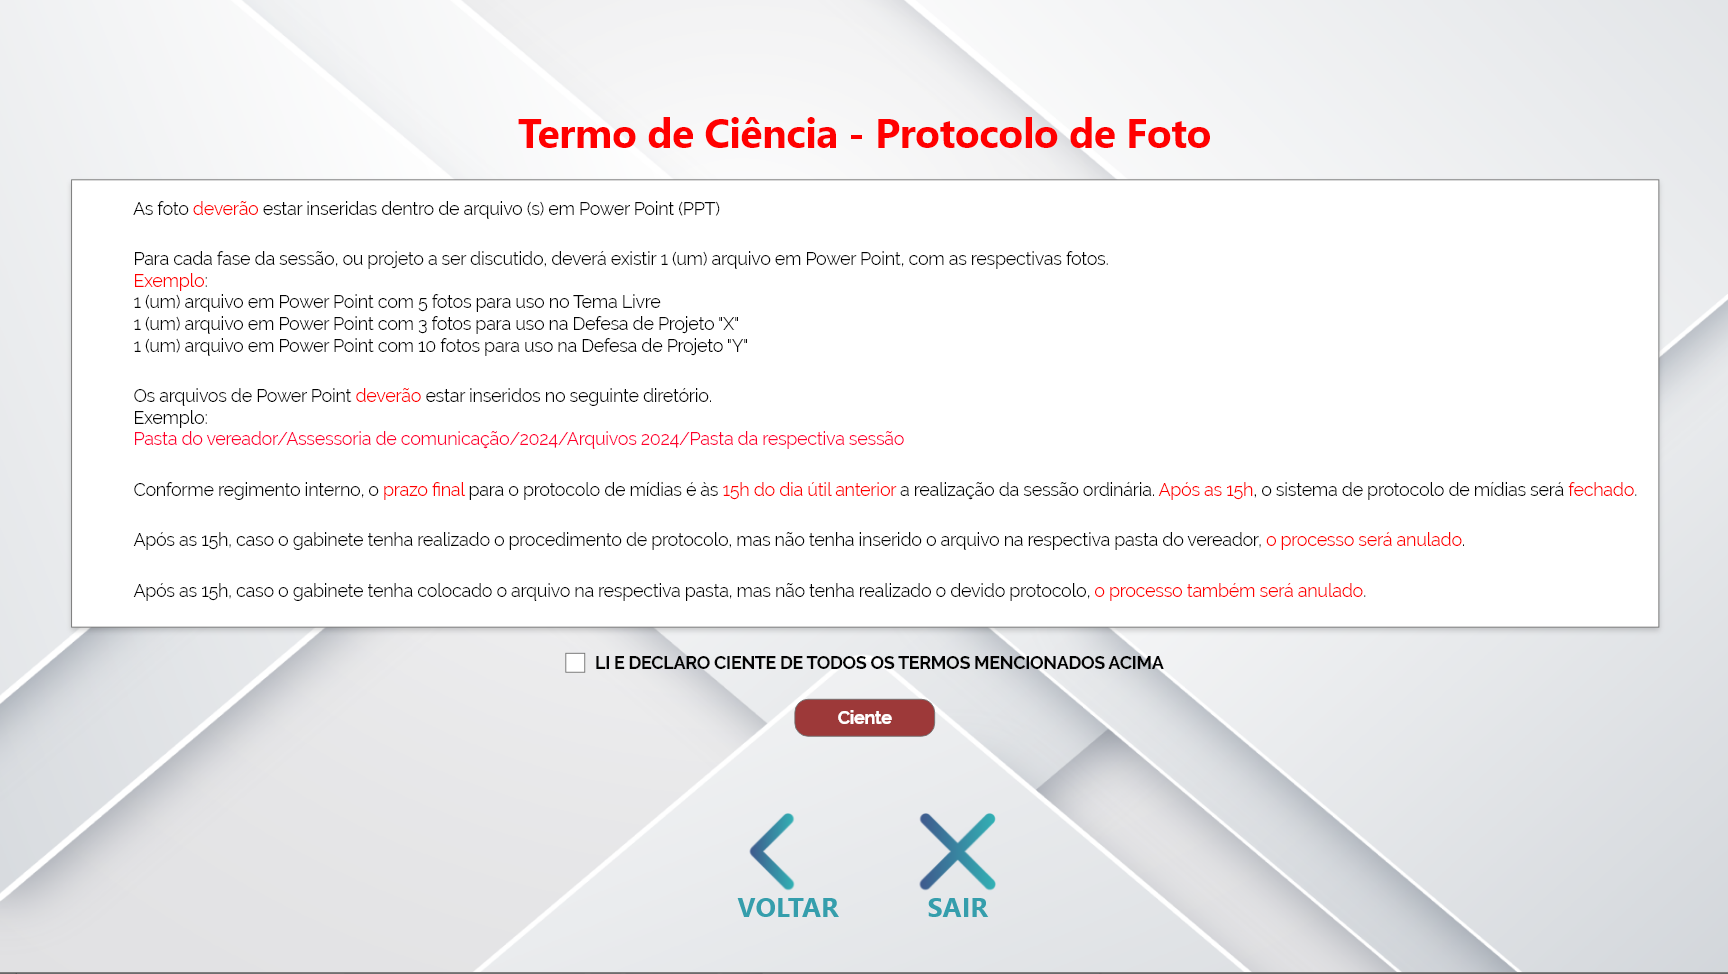 Termo de Ciência - Protocolo de Foto
As foto deverão estar inseridas dentro de arquivo (s) em Power Point (PPT)
Para cada fase da sessão, ou projeto a ser discutido, deverá existir 1 (um) arquivo em Power Point, com as respectivas fotos.
Exemplo:
1 (um) arquivo em Power Point com 5 fotos para uso no Tema Livre
1 (um) arquivo em Power Point com 3 fotos para uso na Defesa de Projeto "X"
1 (um) arquivo em Power Point com 10 fotos para uso na Defesa de Projeto "Y"
Os arquivos de Power Point deverão estar inseridos no seguinte diretório.
Exemplo:
Pasta do vereador/Assessoria de comunicação/2024/Arquivos 2024/Pasta da respectiva sessão
Conforme regimento interno, o prazo final para o protocolo de mídias é às 15h do dia útil anterior a realização da sessão ordinária. Após as 15h, o sistema de protocolo de mídias será fechado.
Após as 15h, caso o gabinete tenha realizado o procedimento de protocolo, mas não tenha inserido o arquivo na respectiva pasta do vereador, o processo será anulado.
Após as 15h, caso o gabinete tenha colocado o arquivo na respectiva pasta, mas não tenha realizado o devido protocolo, o processo também será anulado.
LI E DECLARO CIENTE DE TODOS OS TERMOS MENCIONADOS ACIMA
Ciente
VOLTAR
SAIR